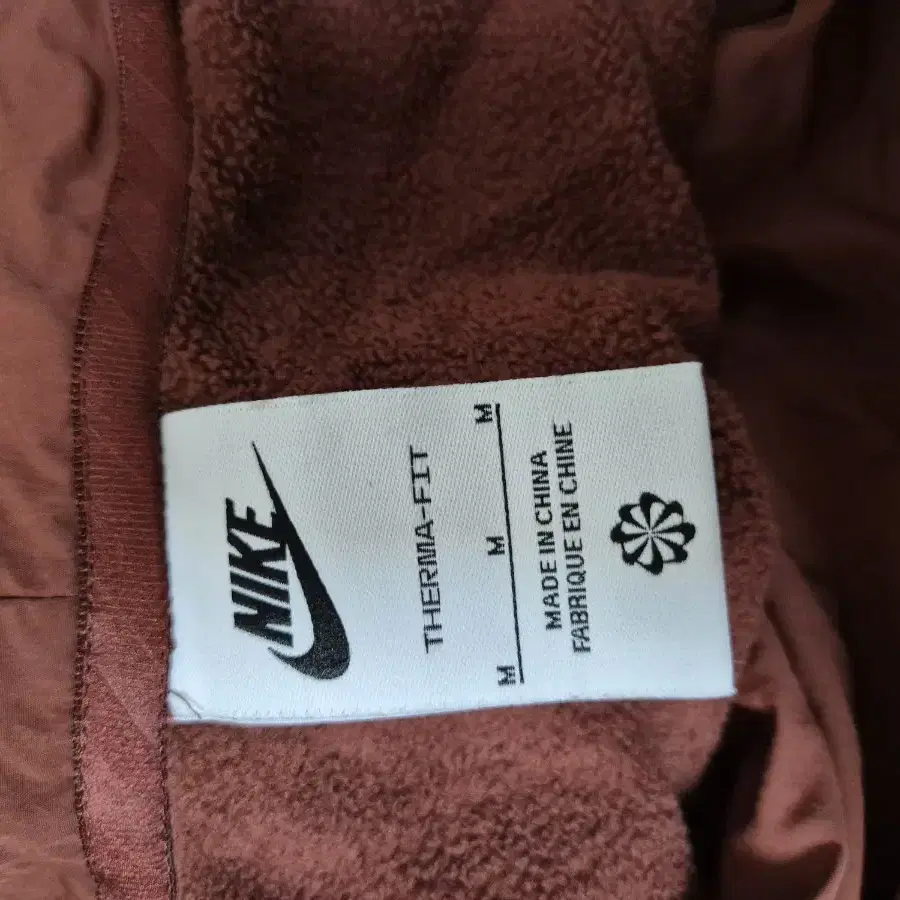 NIKE
THERMA-FIT
M M M
MADE IN CHINA
FABRIQUE EN CHINE